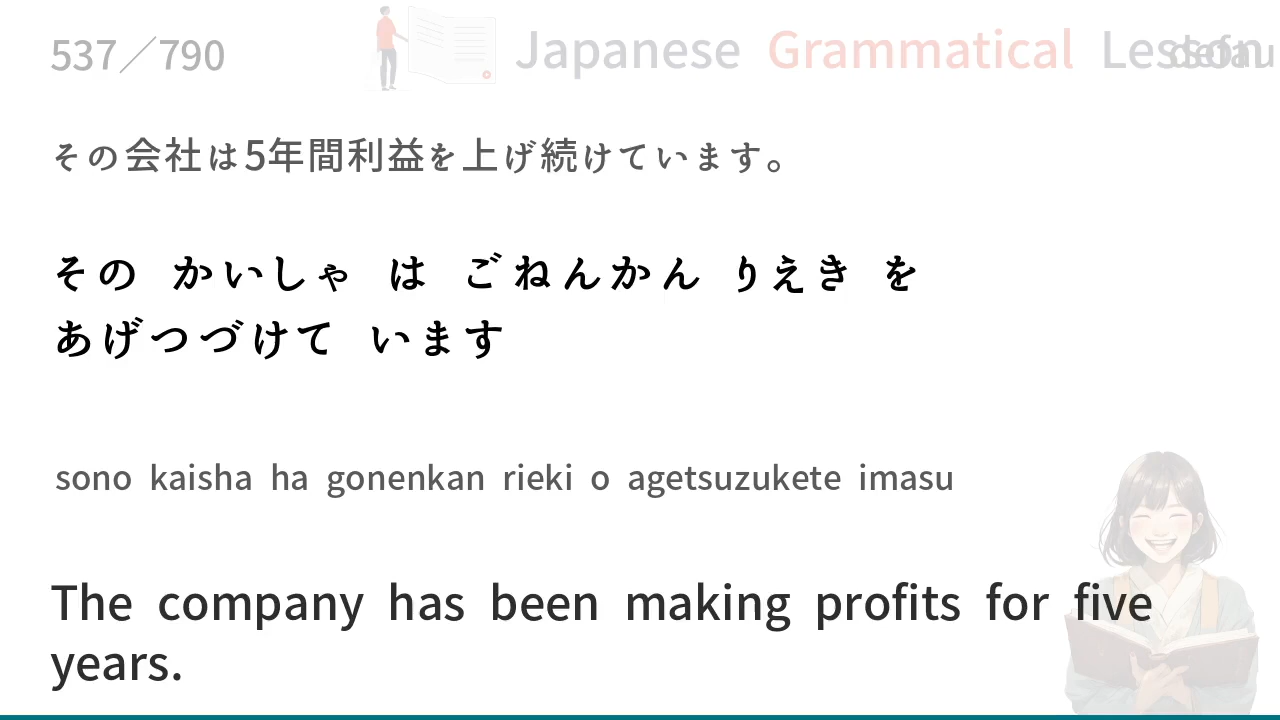 537／790
Japanese Grammatical Lesson
その会社は5年間利益を上げ続けています。
その かいしゃ は ごねんかん りえき を
あげつづけて います
sono kaisha ha gonenkan rieki o agetsuzukete imasu
The company has been making profits for five
years.